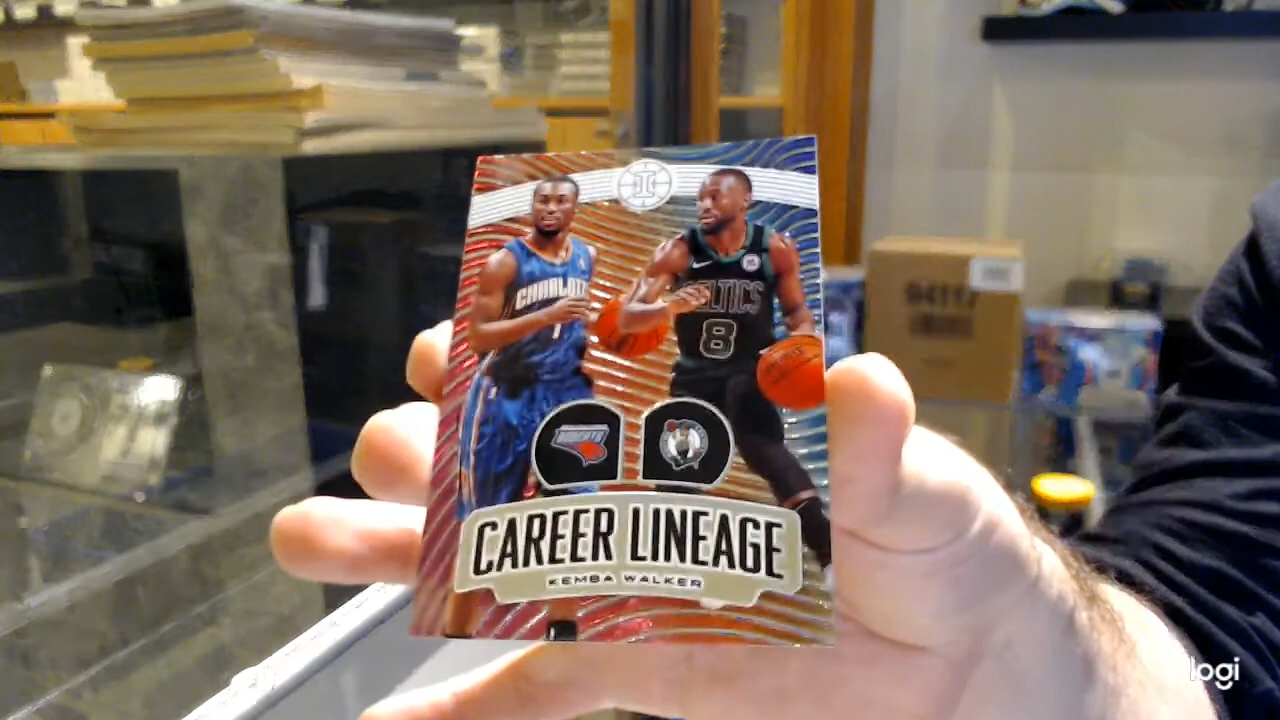 CHARLOTTE
1
CELTICS
8
CAREER LINEAGE
KEMBA WALKER
logi